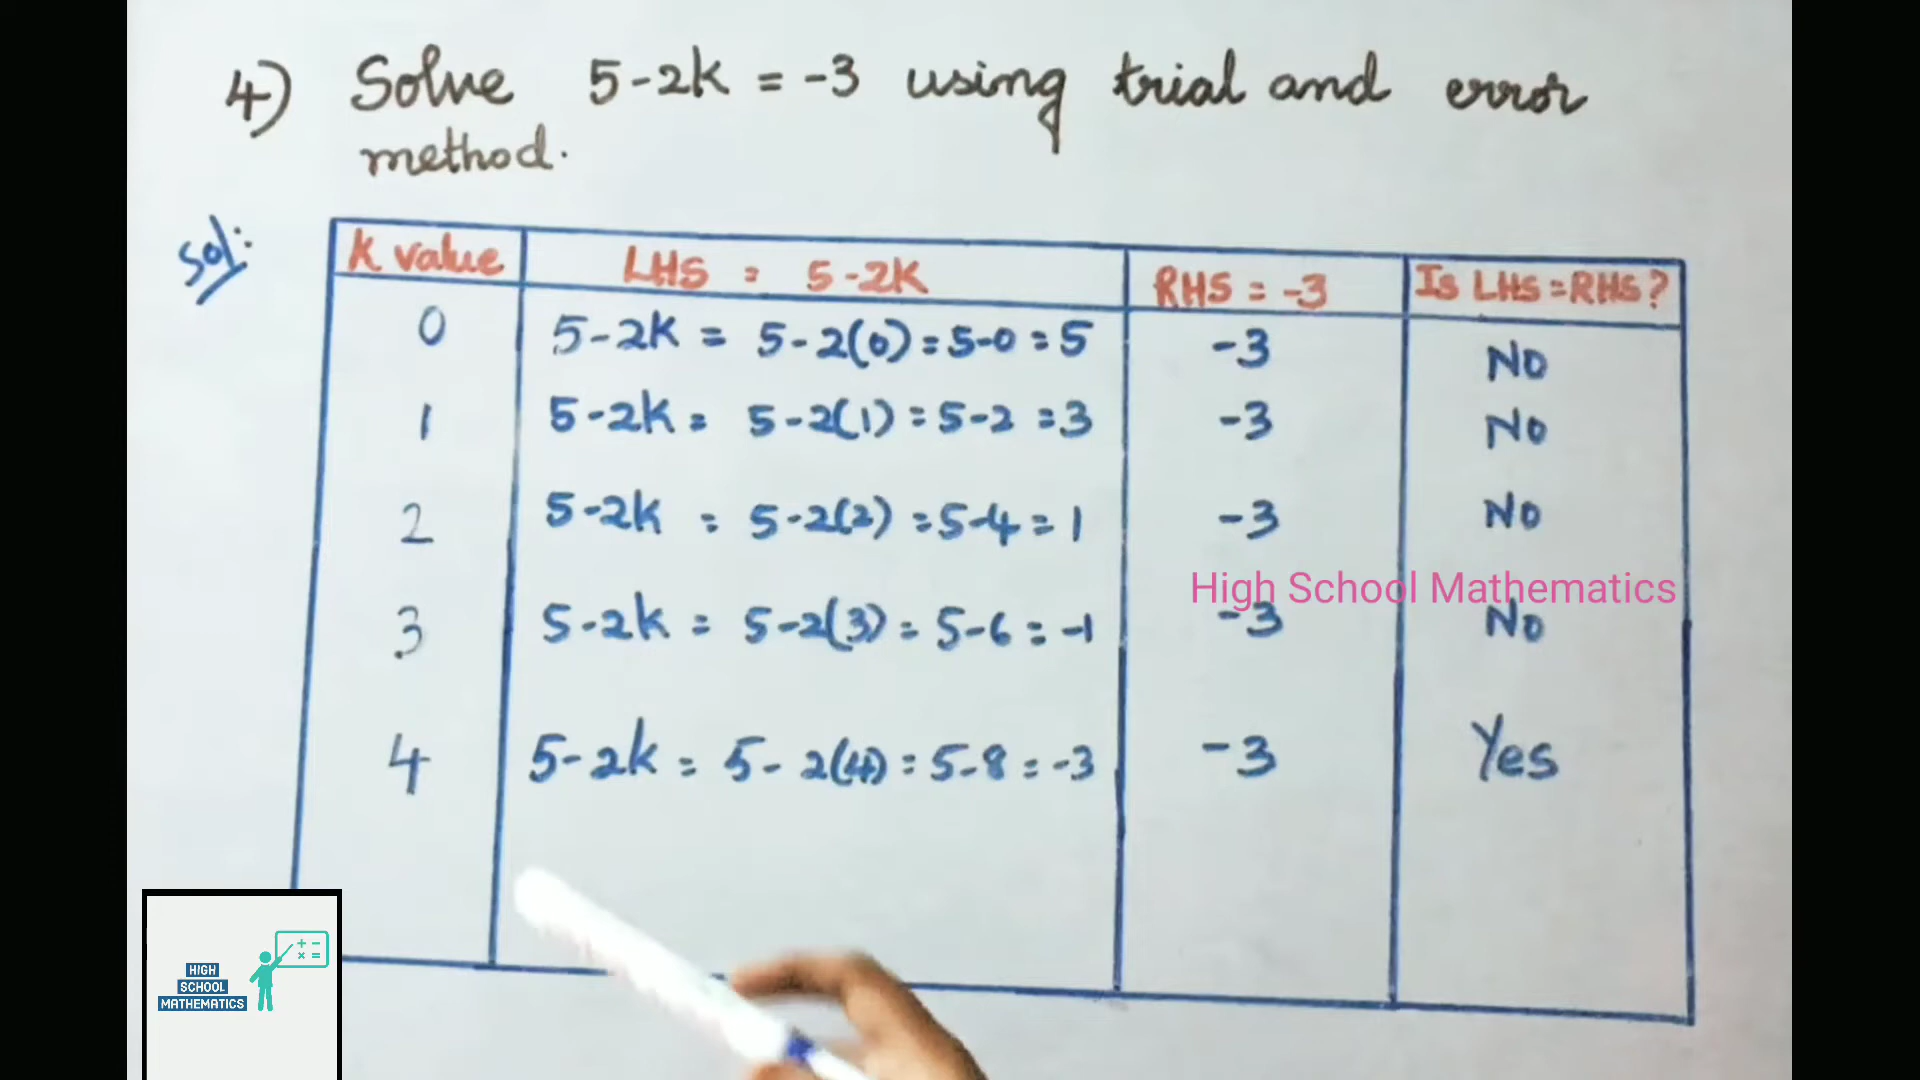 4) Solve 5-2k = -3 using trial and error
method.
Sol:
K value LHS = 5-2K RHS = -3 Is LHS=RHS?
0 5-2k = 5-2(0)=5-0=5 -3 No
1 5-2k = 5-2(1)=5-2=3 -3 No
2 5-2k = 5-2(2)=5-4=1 -3 No
High School Mathematics
3 5-2k = 5-2(3)=5-6=-1 -3 No
4 5-2k = 5-2(4)=5-8=-3 -3 Yes
HIGH
SCHOOL
MATHEMATICS
+ -
× =